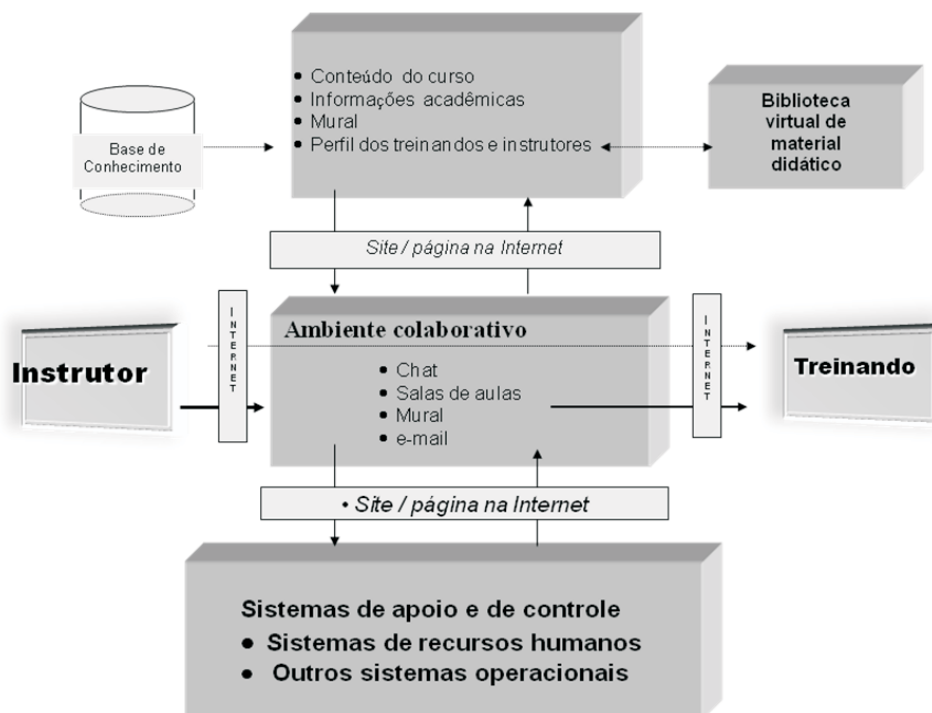 • Conteúdo do curso
• Informações acadêmicas
• Mural
• Perfil dos treinandos e instrutores
Base de
Conhecimento
Biblioteca
virtual de
material
didático
Site / página na Internet
Instrutor
INTERNET
Ambiente colaborativo
• Chat
• Salas de aulas
• Mural
• e-mail
INTERNET
Treinando
• Site / página na Internet
Sistemas de apoio e de controle
• Sistemas de recursos humanos
• Outros sistemas operacionais